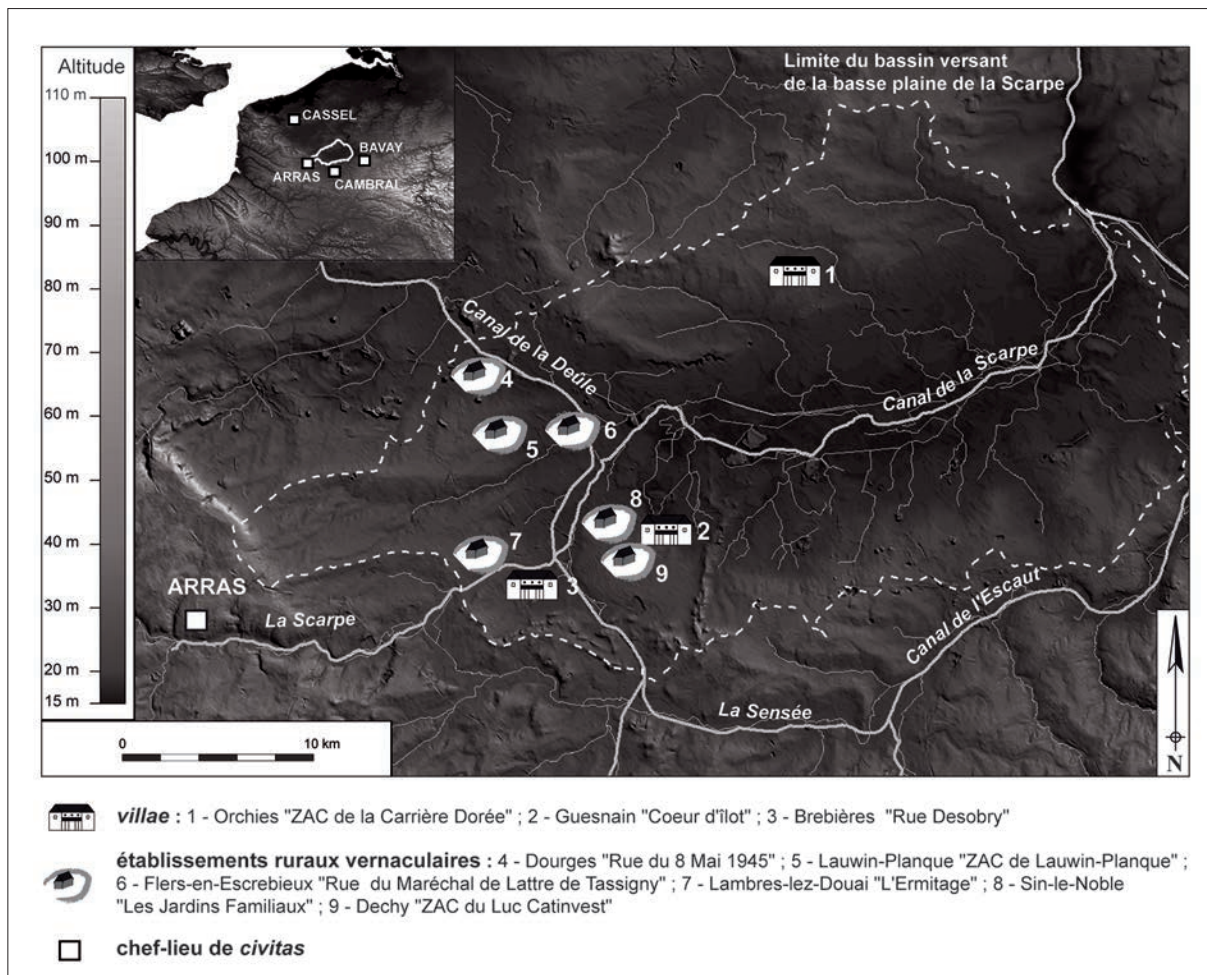 Altitude
110 m
100 m
90 m
80 m
70 m
60 m
50 m
40 m
30 m
20 m
15 m
CASSEL
BAVAY
ARRAS
CAMBRAI
Limite du bassin versant
de la basse plaine de la Scarpe
1
Canal de la Deûle
Canal de la Scarpe
4
5
6
8
2
7
9
3
ARRAS
La Scarpe
Canal de l'Escaut
La Sensée
0 10 km
N
villae : 1 - Orchies "ZAC de la Carrière Dorée" ; 2 - Guesnain "Coeur d'îlot" ; 3 - Brebières "Rue Desobry"
établissements ruraux vernaculaires : 4 - Dourges "Rue du 8 Mai 1945" ; 5 - Lauwin-Planque "ZAC de Lauwin-Planque" ;
6 - Flers-en-Escrebieux "Rue du Maréchal de Lattre de Tassigny" ; 7 - Lambres-lez-Douai "L'Ermitage" ; 8 - Sin-le-Noble
"Les Jardins Familiaux" ; 9 - Dechy "ZAC du Luc Catinvest"
chef-lieu de civitas